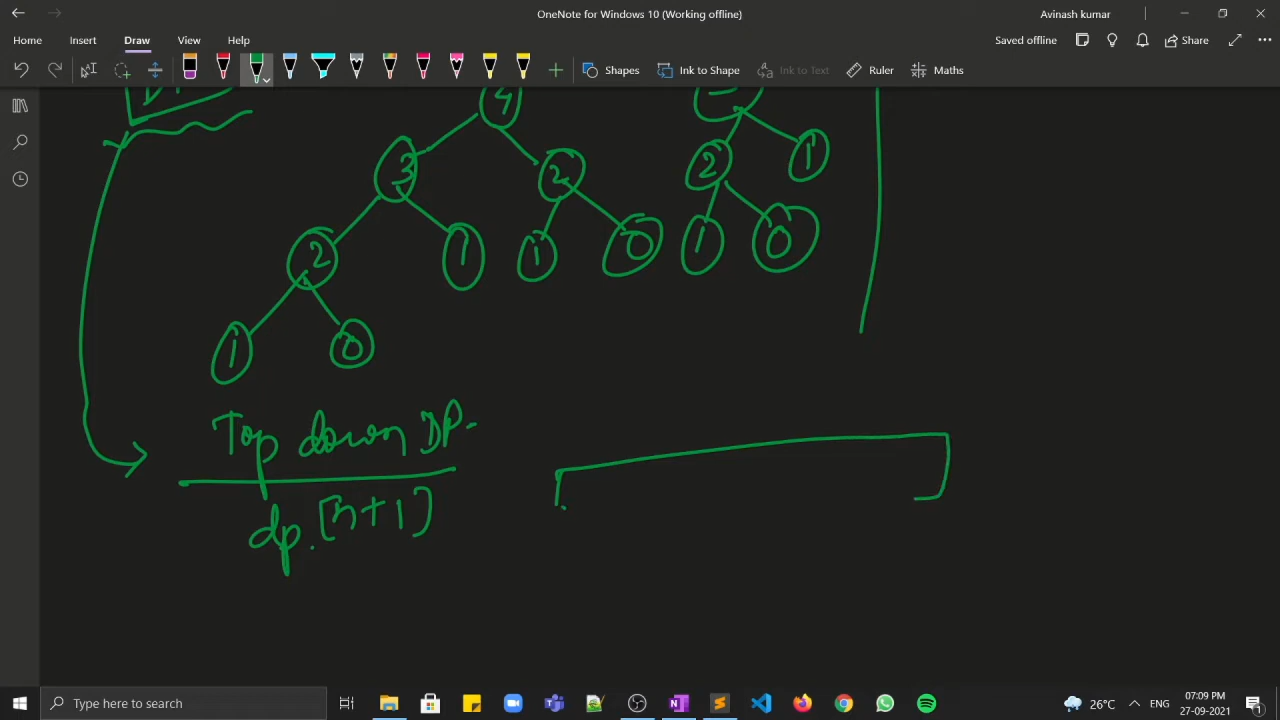 OneNote for Windows 10 (Working offline)
Avinash kumar
Home Insert Draw View Help
Saved offline
Share
Shapes
Ink to Shape
Ink to Text
Ruler
Maths
4
3 2 2 1
2 1 1 0 1 0
1 0
Top down DP-
dp.[n+1]
Type here to search
26°C
ENG
07:09 PM
27-09-2021